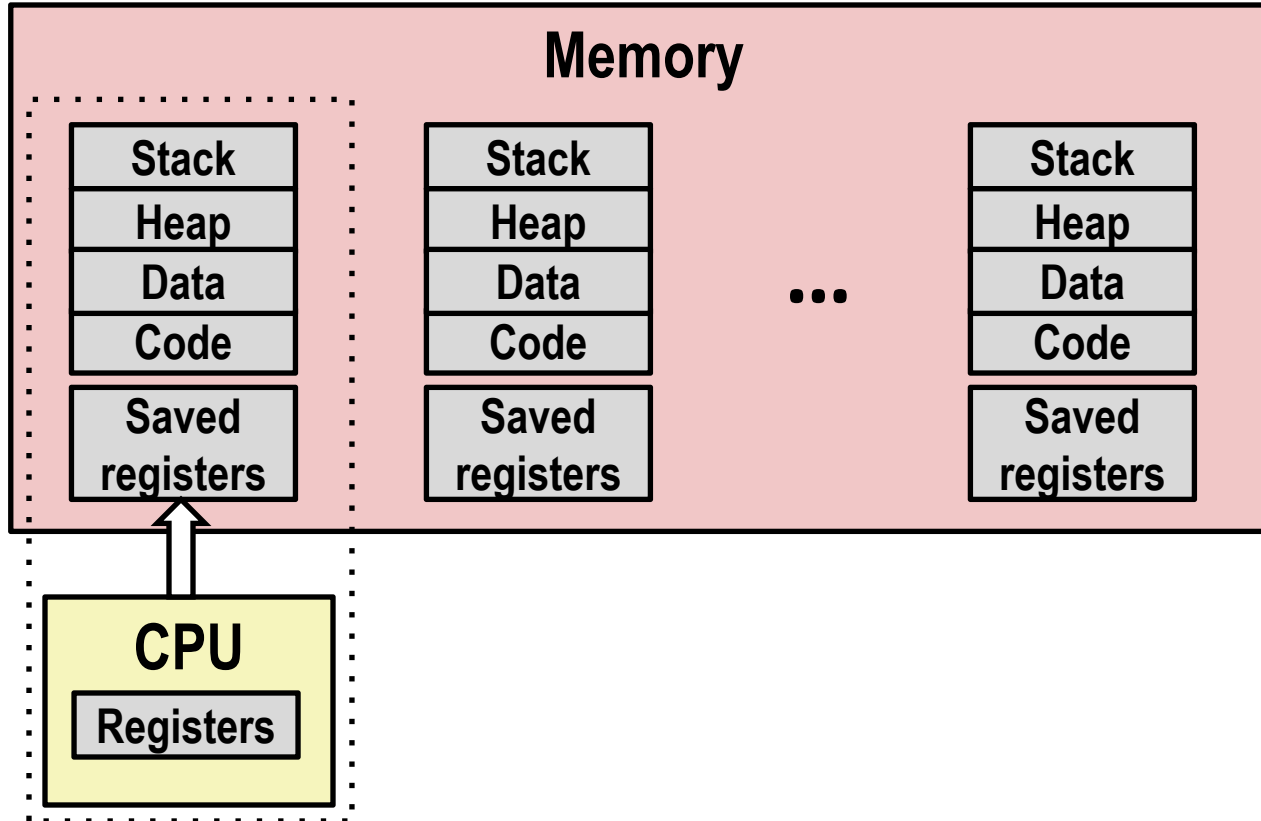 Memory
Stack
Heap
Data
Code
Saved
registers
Stack
Heap
Data
Code
Saved
registers
...
Stack
Heap
Data
Code
Saved
registers
CPU
Registers